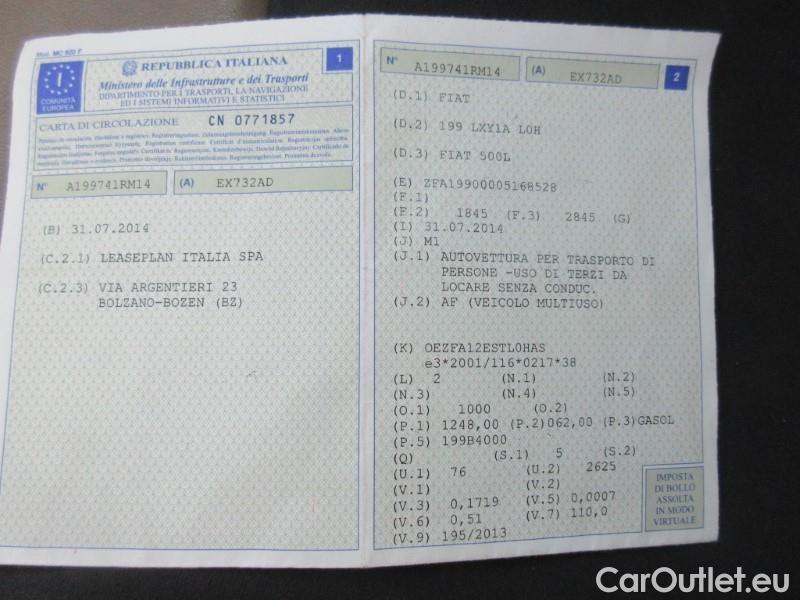 Mod. MC 820 F
I
COMUNITÀ
EUROPEA
REPUBBLICA ITALIANA
1
Ministero delle Infrastrutture e dei Trasporti
DIPARTIMENTO PER I TRASPORTI, LA NAVIGAZIONE
ED I SISTEMI INFORMATIVI E STATISTICI
CARTA DI CIRCOLAZIONE CN 0771857
N° A199741RM14 (A) EX732AD
(B) 31.07.2014
(C.2.1) LEASEPLAN ITALIA SPA
(C.2.3) VIA ARGENTIERI 23
BOLZANO-BOZEN (BZ)
N° A199741RM14 (A) EX732AD 2
(D.1) FIAT
(D.2) 199 LXY1A L0H
(D.3) FIAT 500L
(E) ZFA19900005168528
(F.1)
(F.2) 1845 (F.3) 2845 (G)
(I) 31.07.2014
(J) M1
(J.1) AUTOVETTURA PER TRASPORTO DI
PERSONE -USO DI TERZI DA
LOCARE SENZA CONDUC.
(J.2) AF (VEICOLO MULTIUSO)
(K) OEZFA12ESTL0HAS
e3*2001/116*0217*38
(L) 2 (N.1) (N.2)
(N.3) (N.4) (N.5)
(O.1) 1000 (O.2)
(P.1) 1248,00 (P.2)062,00 (P.3)GASOL
(P.5) 199B4000
(Q) (S.1) 5 (S.2)
(U.1) 76 (U.2) 2625
(V.1) (V.2)
(V.3) 0,1719 (V.5) 0,0007
(V.6) 0,51 (V.7) 110,0
(V.9) 195/2013
IMPOSTA
DI BOLLO
ASSOLTA
IN MODO
VIRTUALE
CarOutlet.eu